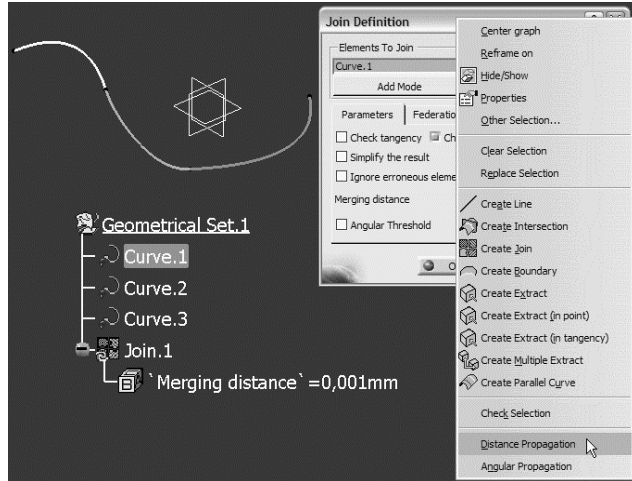 Join Definition
Elements To Join
Curve.1
Add Mode
Parameters
Check tangency
Simplify the result
Ignore erroneous eleme
Merging distance
Angular Threshold
Center graph
Reframe on
Hide/Show
Properties
Other Selection...
Clear Selection
Replace Selection
Create Line
Create Intersection
Create Join
Create Boundary
Create Extract
Create Extract (in point)
Create Extract (in tangency)
Create Multiple Extract
Create Parallel Curve
Check Selection
Distance Propagation
Angular Propagation
Geometrical Set.1
Curve.1
Curve.2
Curve.3
Join.1
`Merging distance`=0,001mm